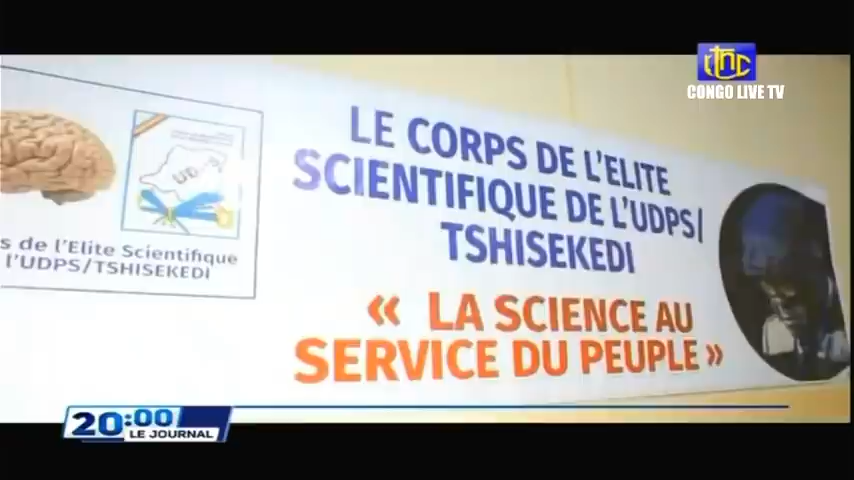 CONGO LIVE TV
LE CORPS DE L'ELITE
SCIENTIFIQUE DE L'UDPS/
TSHISEKEDI
« LA SCIENCE AU
SERVICE DU PEUPLE »
UDPS
s de l'Elite Scientifique
l'UDPS/TSHISEKEDI
20:00
LE JOURNAL